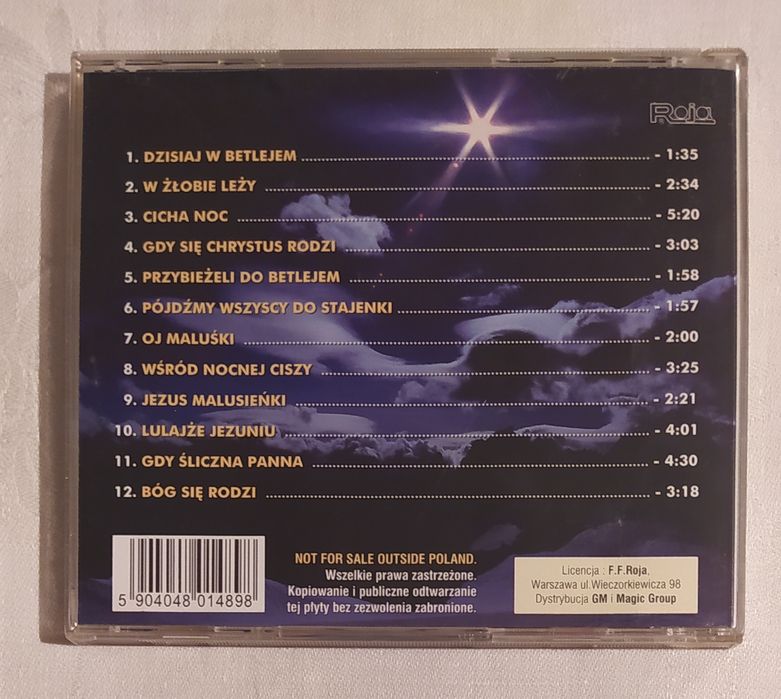 Roja
1. DZISIAJ W BETLEJEM - 1:35
2. W ŻŁOBIE LEŻY - 2:34
3. CICHA NOC - 5:20
4. GDY SIĘ CHRYSTUS RODZI - 3:03
5. PRZYBIEŻELI DO BETLEJEM - 1:58
6. PÓJDŹMY WSZYSCY DO STAJENKI - 1:57
7. OJ MALUŚKI - 2:00
8. WŚRÓD NOCNEJ CISZY - 3:25
9. JEZUS MALUSIEŃKI - 2:21
10. LULAJŻE JEZUNIU - 4:01
11. GDY ŚLICZNA PANNA - 4:30
12. BÓG SIĘ RODZI - 3:18
5 904048 014898
NOT FOR SALE OUTSIDE POLAND.
Wszelkie prawa zastrzeżone.
Kopiowanie i publiczne odtwarzanie
tej płyty bez zezwolenia zabronione.
Licencja : F.F.Roja,
Warszawa ul.Wieczorkiewicza 98
Dystrybucja GM i Magic Group